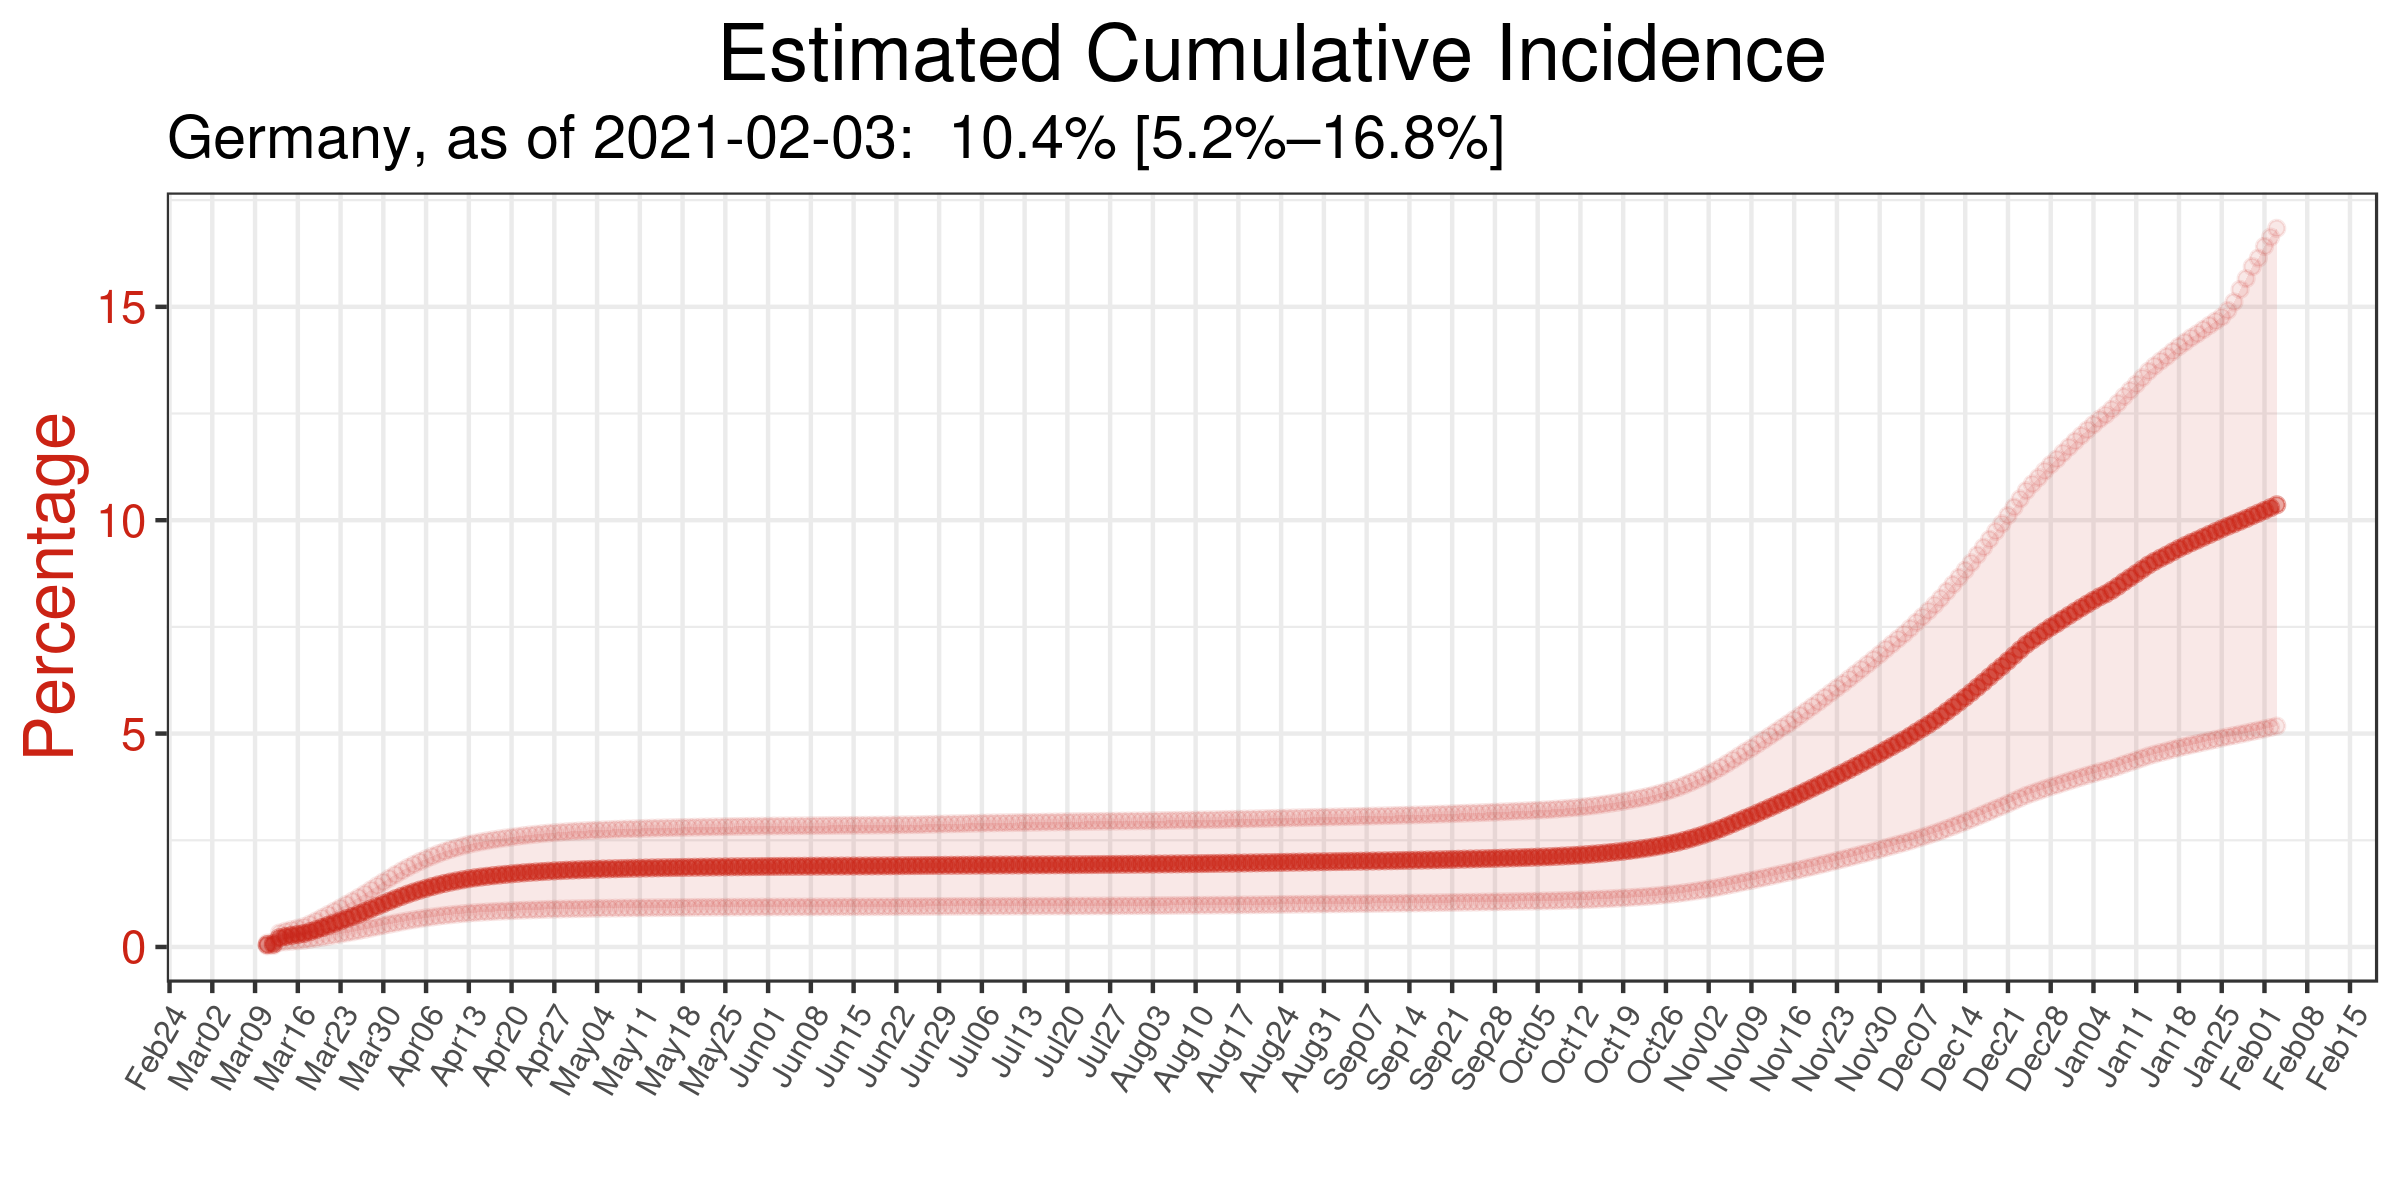 Estimated Cumulative Incidence
Germany, as of 2021-02-03:  10.4% [5.2%–16.8%]
Percentage
15
10
5
0
Feb24
Mar02
Mar09
Mar16
Mar23
Mar30
Apr06
Apr13
Apr20
Apr27
May04
May11
May18
May25
Jun01
Jun08
Jun15
Jun22
Jun29
Jul06
Jul13
Jul20
Jul27
Aug03
Aug10
Aug17
Aug24
Aug31
Sep07
Sep14
Sep21
Sep28
Oct05
Oct12
Oct19
Oct26
Nov02
Nov09
Nov16
Nov23
Nov30
Dec07
Dec14
Dec21
Dec28
Jan04
Jan11
Jan18
Jan25
Feb01
Feb08
Feb15